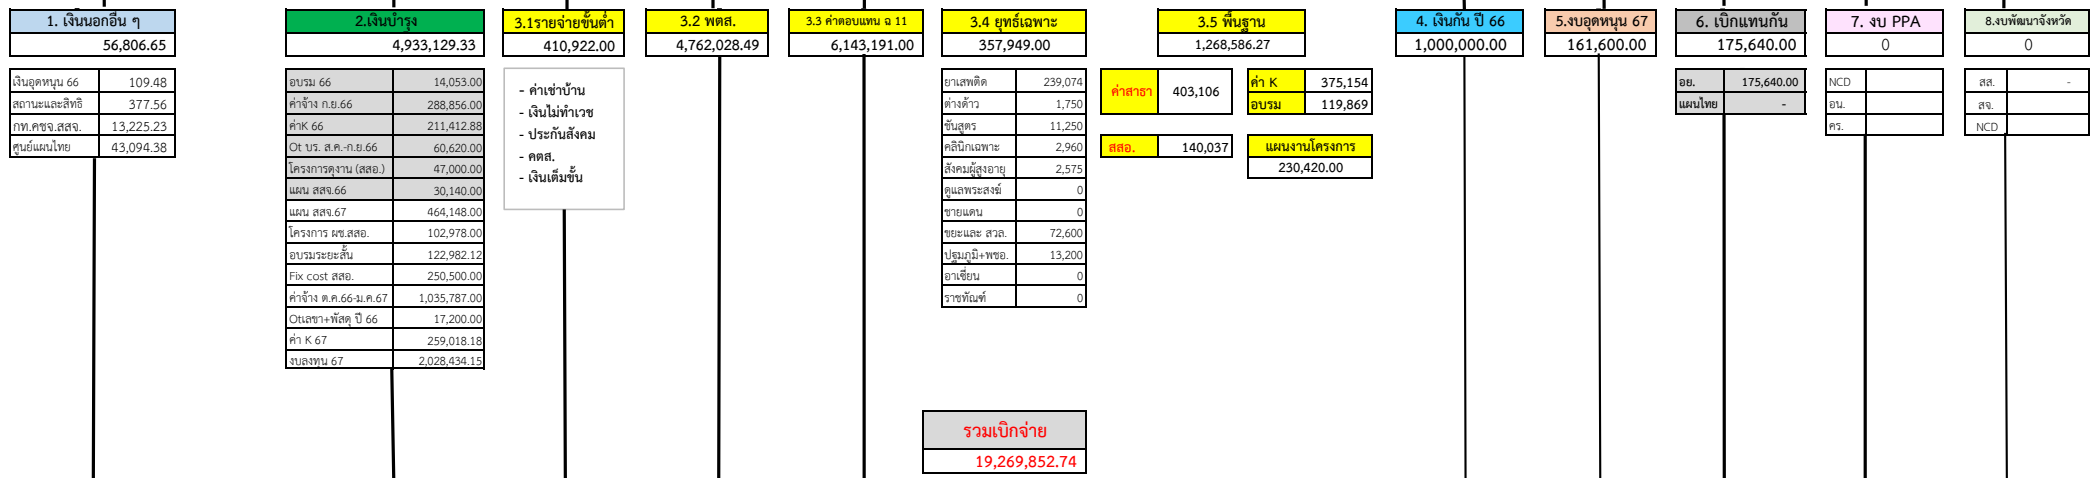 1. เงินนอกอื่น ๆ
56,806.65
เงินอุดหนุน 66 109.48
สถานะและสิทธิ 377.56
กท.คชจ.สสจ. 13,225.23
ศูนย์แผนไทย 43,094.38
2.เงินบำรุง
4,933,129.33
อบรม 66 14,053.00
ค่าจ้าง ก.ย.66 288,856.00
ค่าK 66 211,412.88
Ot บร. ส.ค.-ก.ย.66 60,620.00
โครงการดูงาน (สสอ.) 47,000.00
แผน สสจ.66 30,140.00
แผน สสจ.67 464,148.00
โครงการ ผช.สสอ. 102,978.00
อบรมระยะสั้น 122,982.12
Fix cost สสอ. 250,500.00
ค่าจ้าง ต.ค.66-ม.ค.67 1,035,787.00
Otเลขา+พัสดุ ปี 66 17,200.00
ค่า K 67 259,018.18
งบลงทุน 67 2,028,434.15
3.1รายจ่ายขั้นต่ำ
410,922.00
- ค่าเช่าบ้าน
- เงินไม่ทำเวช
- ประกันสังคม
- คตส.
- เงินเต็มขั้น
3.2 พตส.
4,762,028.49
3.3 ค่าตอบแทน ฉ 11
6,143,191.00
3.4 ยุทธ์เฉพาะ
357,949.00
ยาเสพติด 239,074
ต่างด้าว 1,750
ชันสูตร 11,250
คลินิกเฉพาะ 2,960
สังคมผู้สูงอายุ 2,575
ดูแลพระสงฆ์ 0
ชายแดน 0
ขยะและ สวล. 72,600
ปฐมภูมิ+พชอ. 13,200
อาเซียน 0
ราชทัณฑ์ 0
3.5 พื้นฐาน
1,268,586.27
ค่าสาธา 403,106
ค่า K 375,154
อบรม 119,869
สสอ. 140,037
แผนงานโครงการ
230,420.00
4. เงินกัน ปี 66
1,000,000.00
5.งบอุดหนุน 67
161,600.00
6. เบิกแทนกัน
175,640.00
อย. 175,640.00
แผนไทย -
7. งบ PPA
0
NCD
อน.
คร.
8.งบพัฒนาจังหวัด
0
สส. -
สจ.
NCD
รวมเบิกจ่าย
19,269,852.74